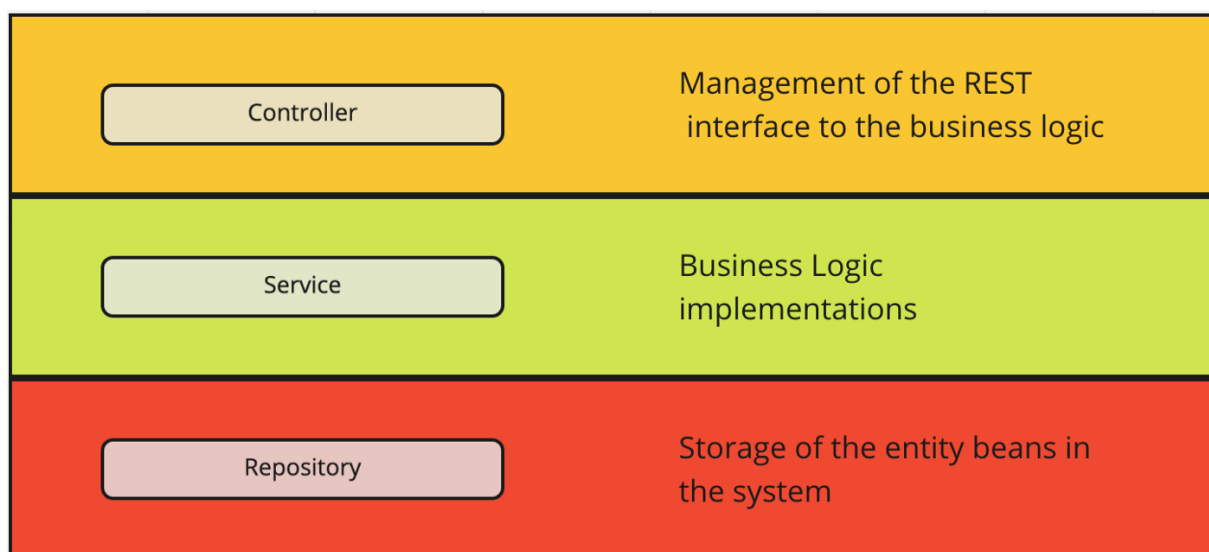 Controller
Management of the REST
interface to the business logic
Service
Business Logic
implementations
Repository
Storage of the entity beans in
the system